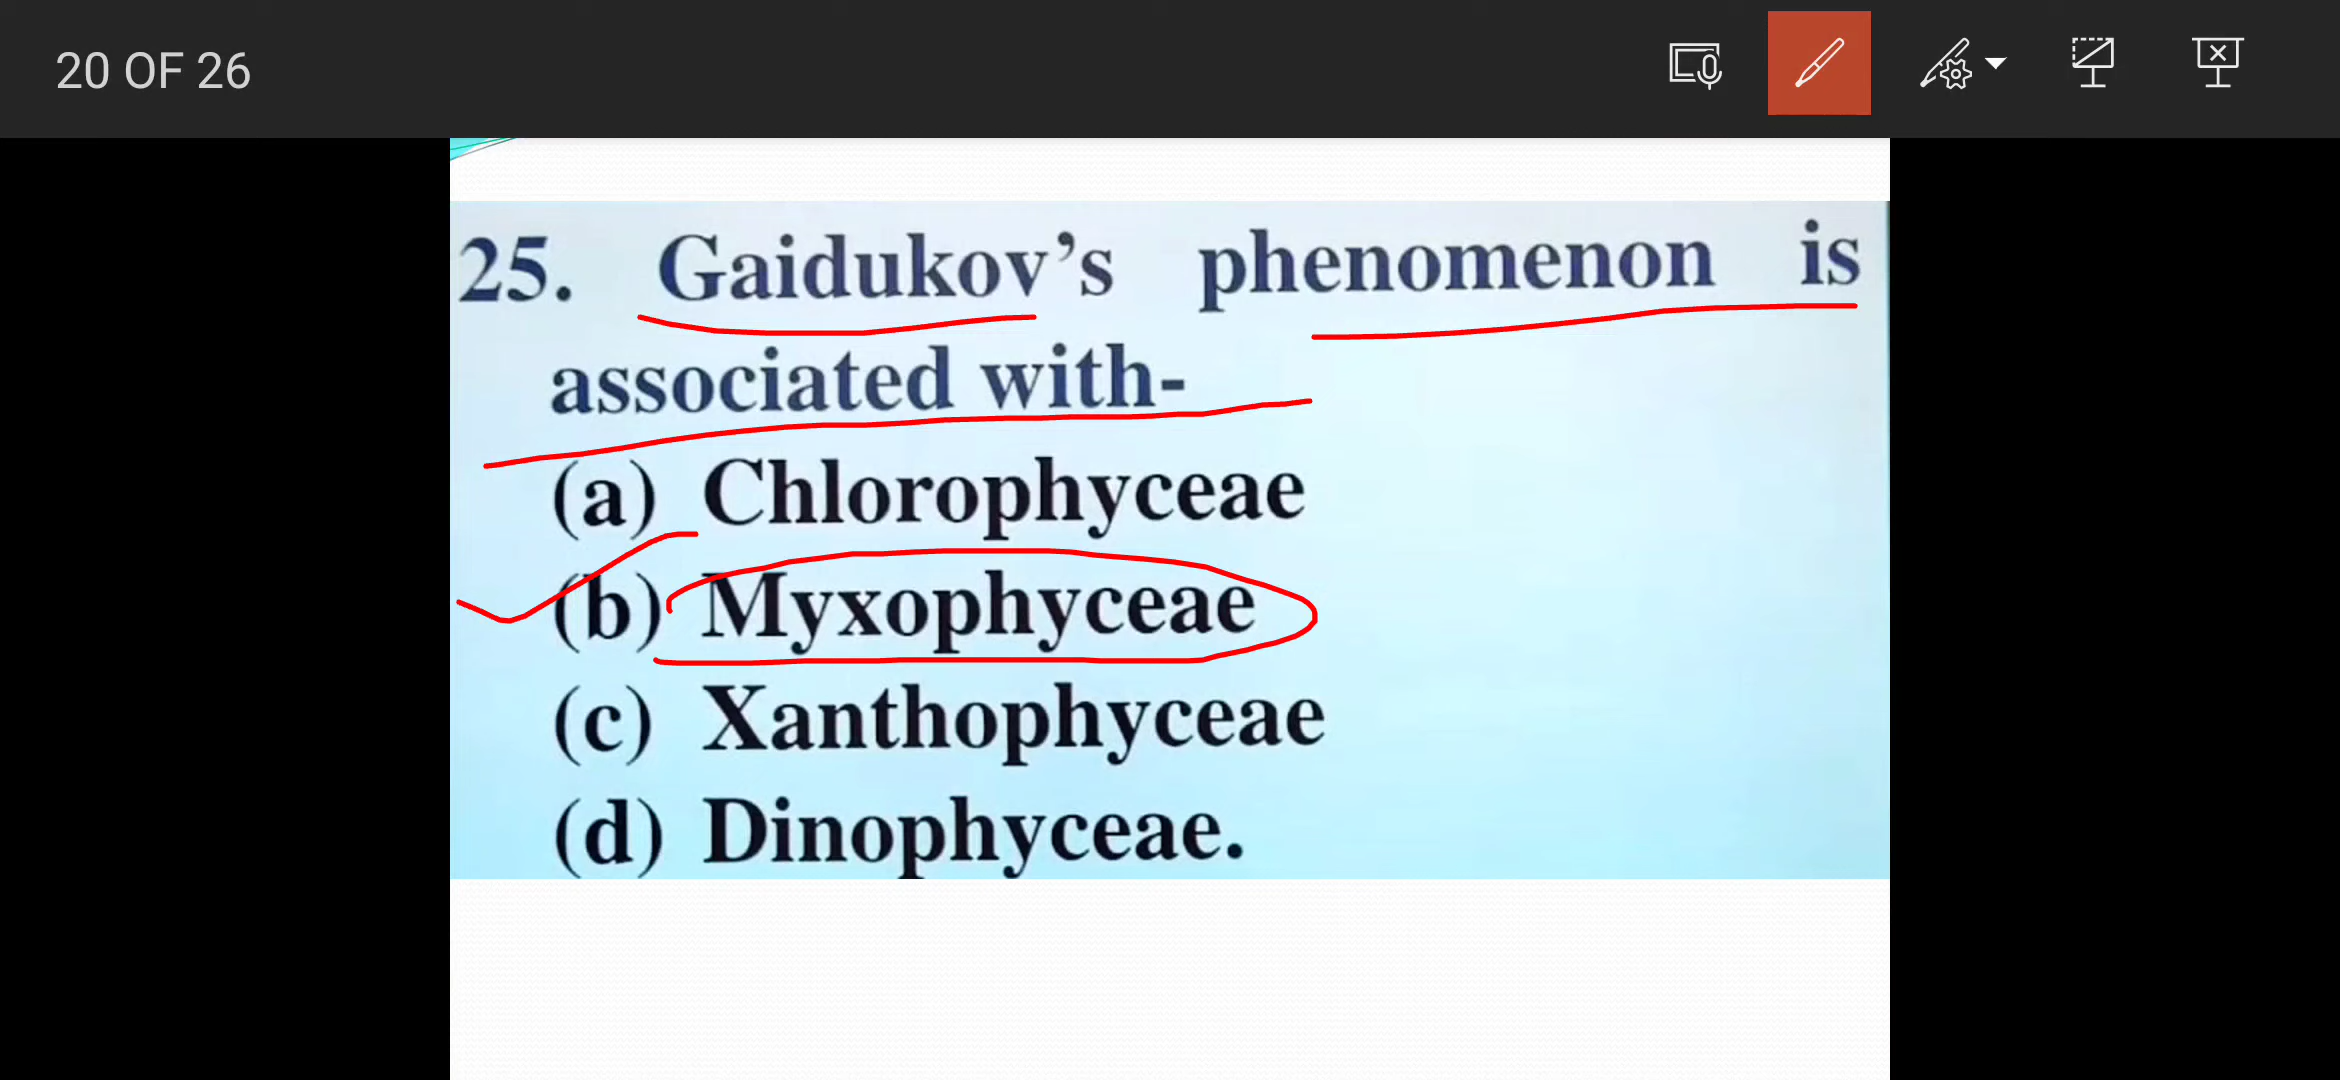 20 OF 26
25. Gaidukov's phenomenon is
associated with-
(a) Chlorophyceae
(b) Myxophyceae
(c) Xanthophyceae
(d) Dinophyceae.